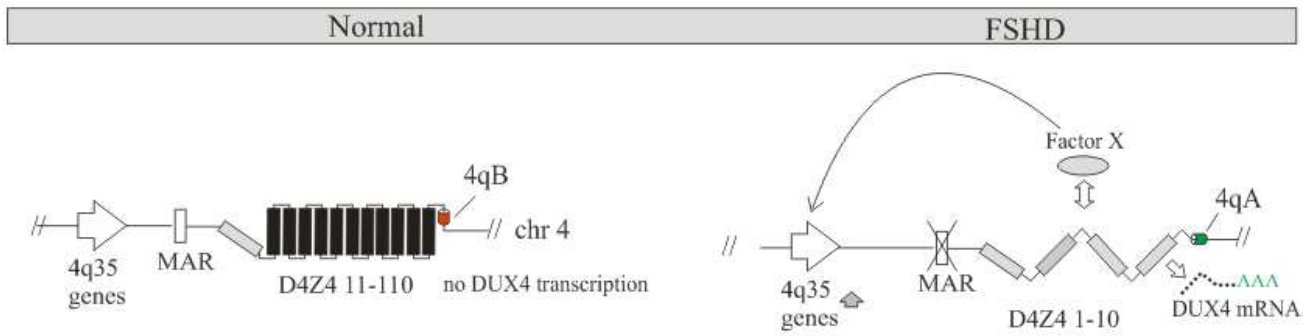 Normal
FSHD
Factor X
4qB
4qA
// // chr 4
// //
4q35
genes
MAR
D4Z4 11-110
no DUX4 transcription
4q35
genes
MAR
D4Z4 1-10
AAA
DUX4 mRNA